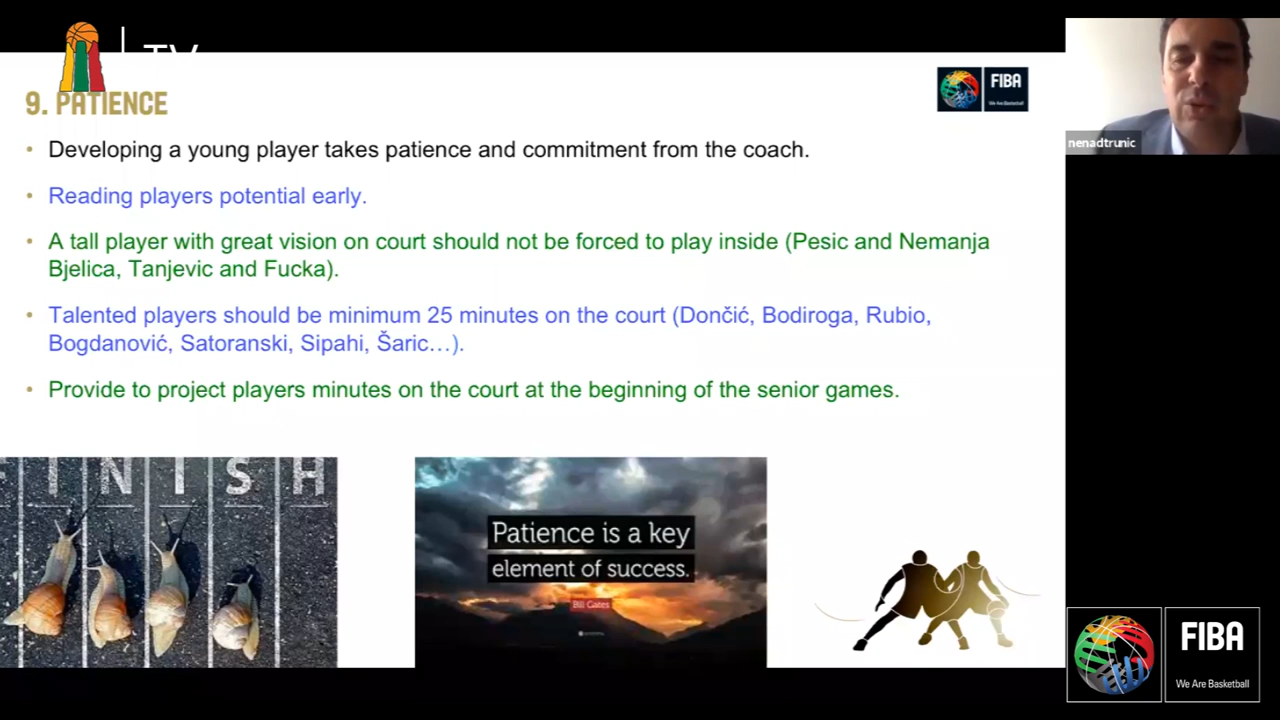 TV
9. PATIENCE
FIBA
We Are Basketball
nenadtrunic
• Developing a young player takes patience and commitment from the coach.
• Reading players potential early.
• A tall player with great vision on court should not be forced to play inside (Pesic and Nemanja
Bjelica, Tanjevic and Fucka).
• Talented players should be minimum 25 minutes on the court (Dončić, Bodiroga, Rubio,
Bogdanović, Satoranski, Sipahi, Šaric…).
• Provide to project players minutes on the court at the beginning of the senior games.
FINISH
Patience is a key
element of success.
Bill Gates
FIBA
We Are Basketball